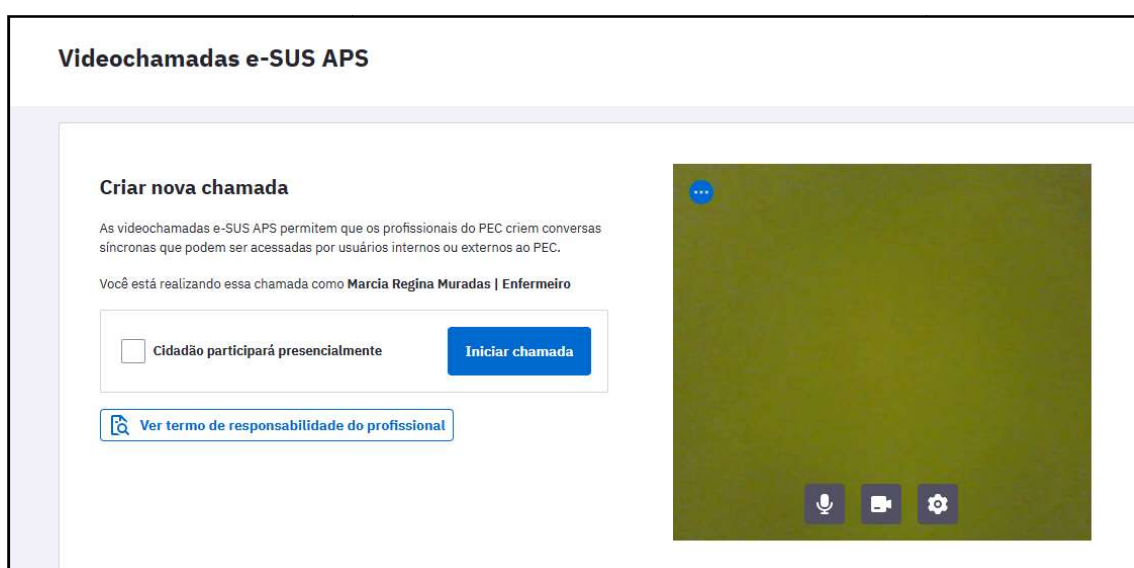 Videochamadas e-SUS APS
Criar nova chamada
As videochamadas e-SUS APS permitem que os profissionais do PEC criem conversas
síncronas que podem ser acessadas por usuários internos ou externos ao PEC.
Você está realizando essa chamada como Marcia Regina Muradas | Enfermeiro
Cidadão participará presencialmente
Iniciar chamada
Ver termo de responsabilidade do profissional